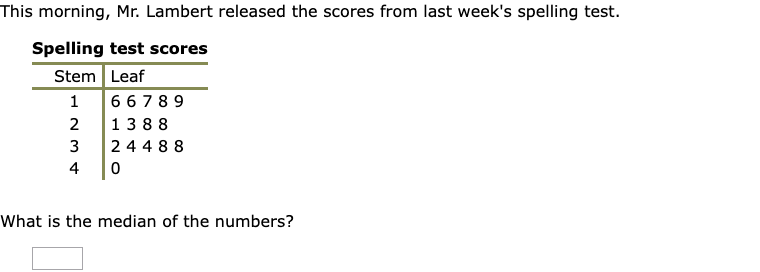 This morning, Mr. Lambert released the scores from last week's spelling test.
Spelling test scores
Stem Leaf
1 6 6 7 8 9
2 1 3 8 8
3 2 4 4 8 8
4 0
What is the median of the numbers?